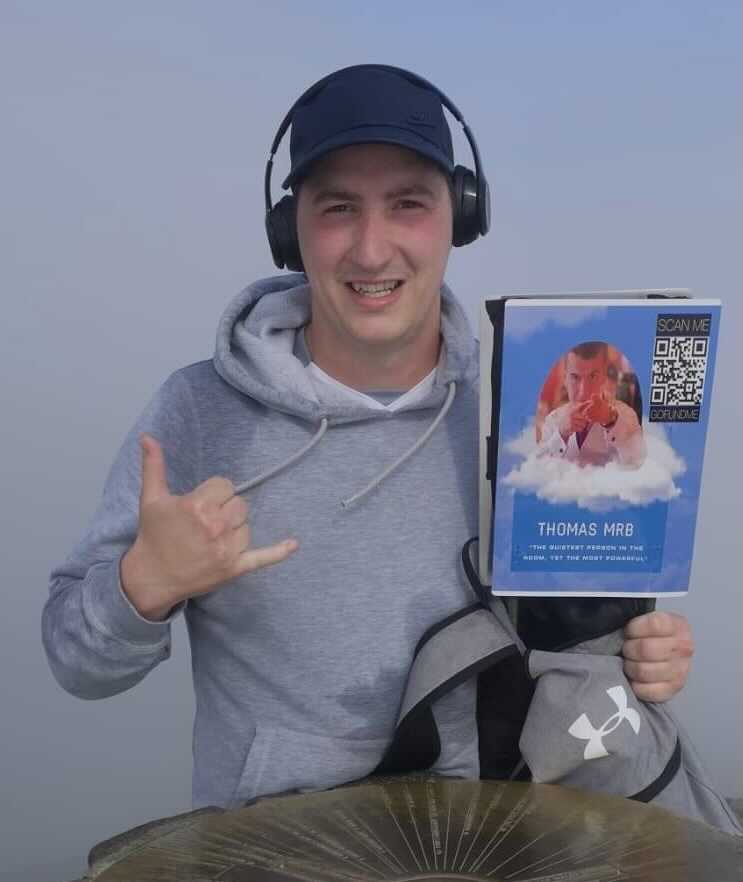 SCAN ME
GOFUNDME
THOMAS MRB
"THE QUIETEST PERSON IN THE
ROOM, YET THE MOST POWERFUL"